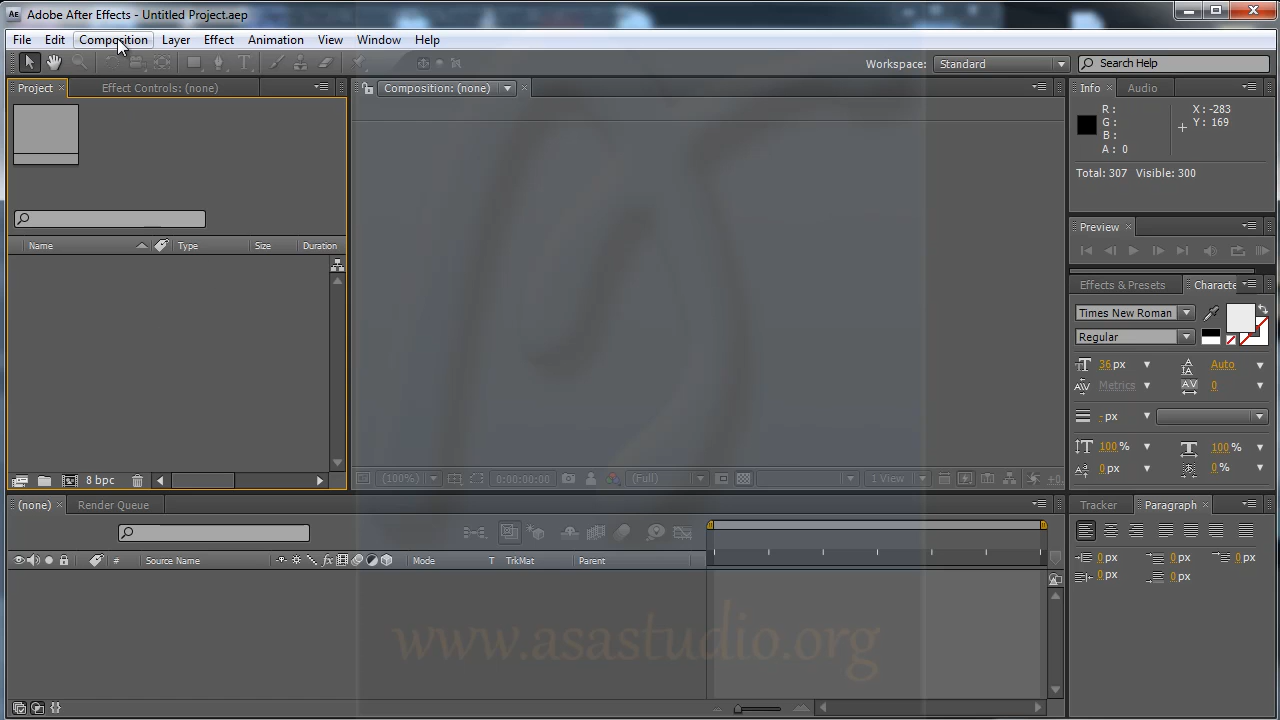 AE Adobe After Effects - Untitled Project.aep
File Edit Composition Layer Effect Animation View Window Help
Workspace: Standard Search Help
Project Effect Controls: (none)
Composition: (none)
Info Audio
R :
G :
B :
A : 0
X : -283
Y : 169
Total: 307 Visible: 300
Preview
Name Type Size Duration
Effects & Presets Characte
Times New Roman
Regular
36 px Auto
Metrics 0
- px
100 % 100 %
0 px 0 %
8 bpc
(100%) 0:00:00:00 (Full) 1 View +0.
(none) Render Queue
Tracker Paragraph
# Source Name fx Mode T TrkMat Parent
0 px 0 px 0 px
0 px 0 px
www.asastudio.org